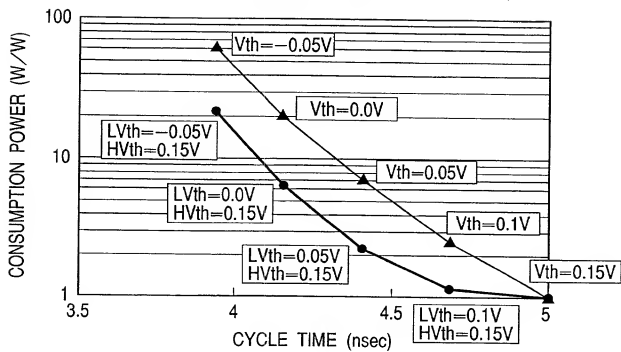 100
10
1
CONSUMPTION POWER (W/W)
Vth=−0.05V
Vth=0.0V
Vth=0.05V
Vth=0.1V
Vth=0.15V
LVth=−0.05V
HVth=0.15V
LVth=0.0V
HVth=0.15V
LVth=0.05V
HVth=0.15V
LVth=0.1V
HVth=0.15V
3.5
4
4.5
5
CYCLE TIME (nsec)